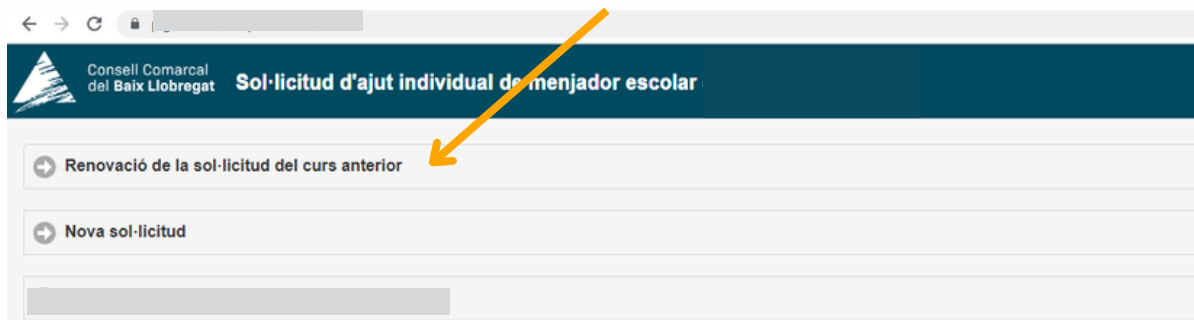 Consell Comarcal
del Baix Llobregat
Sol·licitud d'ajut individual de menjador escolar
Renovació de la sol·licitud del curs anterior
Nova sol·licitud